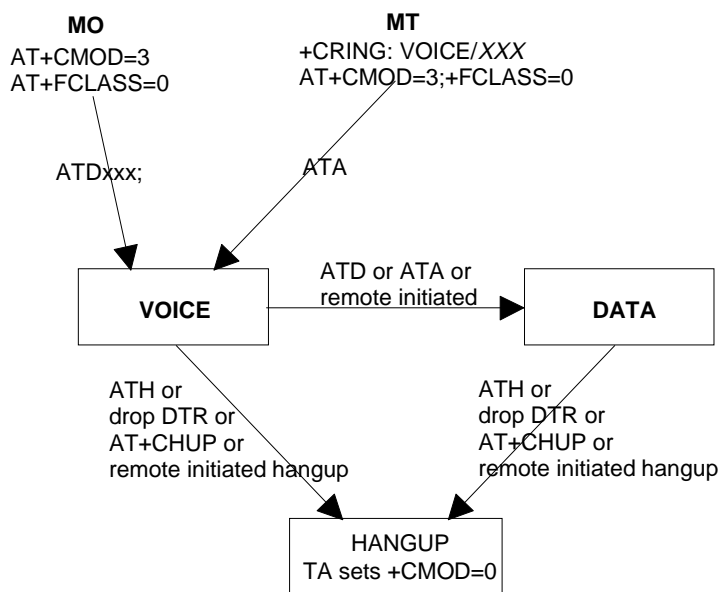 MO
AT+CMOD=3
AT+FCLASS=0
MT
+CRING: VOICE/XXX
AT+CMOD=3;+FCLASS=0
ATDxxx;
ATA
VOICE
ATD or ATA or
remote initiated
DATA
ATH or
drop DTR or
AT+CHUP or
remote initiated hangup
ATH or
drop DTR or
AT+CHUP or
remote initiated hangup
HANGUP
TA sets +CMOD=0